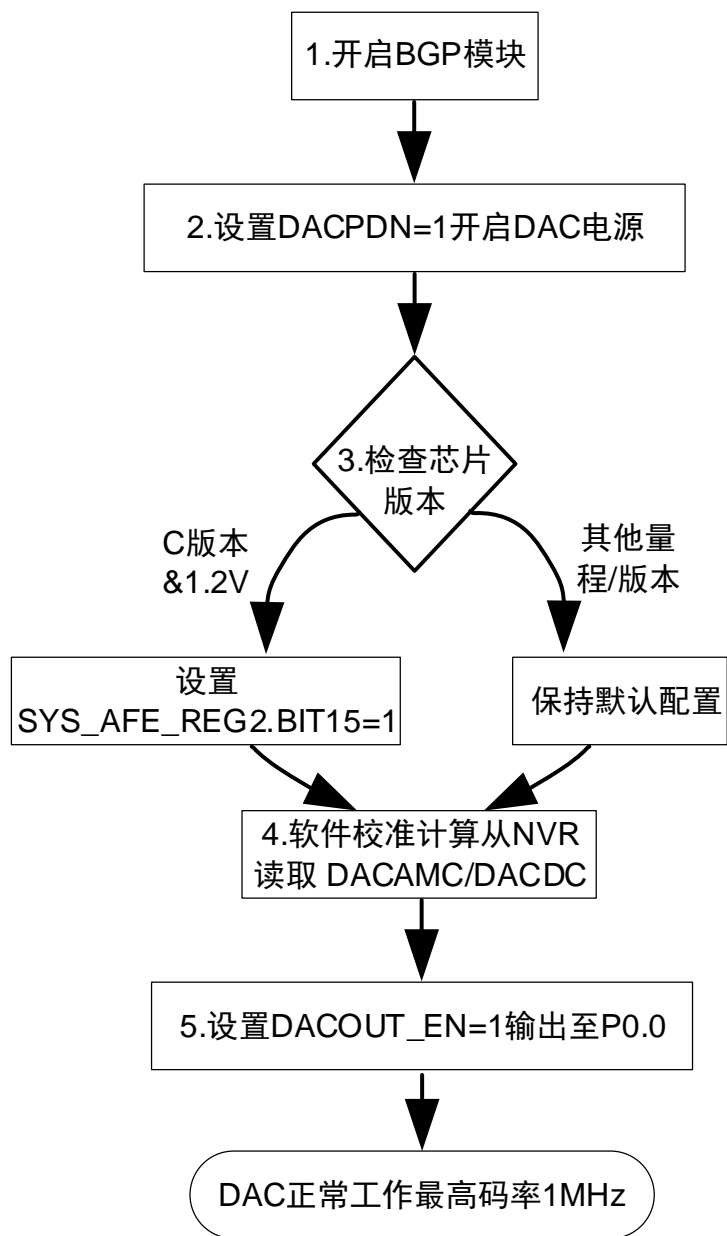 1.开启BGP模块
2.设置DACPDN=1开启DAC电源
3.检查芯片
版本
C版本
&1.2V
其他量
程/版本
设置
SYS_AFE_REG2.BIT15=1
保持默认配置
4.软件校准计算从NVR
读取 DACAMC/DACDC
5.设置DACOUT_EN=1输出至P0.0
DAC正常工作最高码率1MHz